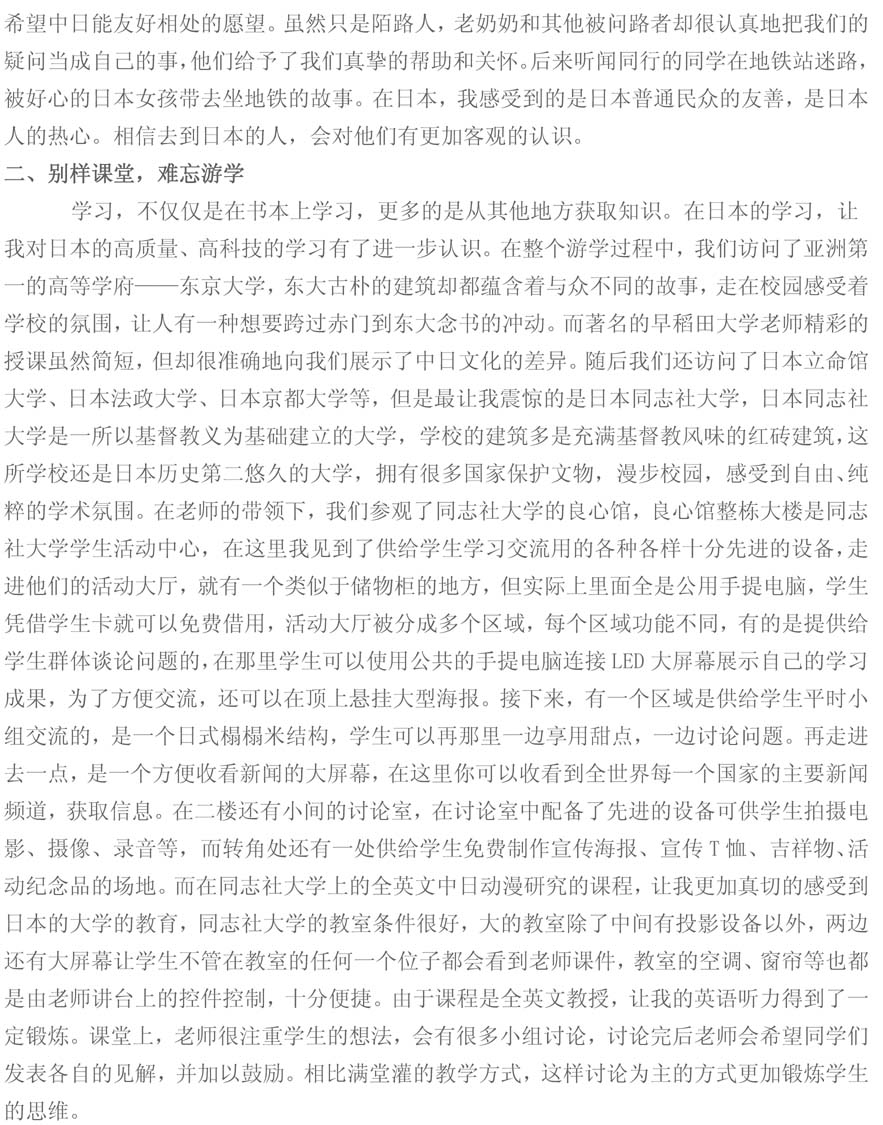 希望中日能友好相处的愿望。虽然只是陌路人，老奶奶和其他被问路者却很认真地把我们的
疑问当成自己的事，他们给予了我们真挚的帮助和关怀。后来听闻同行的同学在地铁站迷路，
被好心的日本女孩带去坐地铁的故事。在日本，我感受到的是日本普通民众的友善，是日本
人的热心。相信去到日本的人，会对他们有更加客观的认识。
二、别样课堂，难忘游学
学习，不仅仅是在书本上学习，更多的是从其他地方获取知识。在日本的学习，让
我对日本的高质量、高科技的学习有了进一步认识。在整个游学过程中，我们访问了亚洲第
一的高等学府——东京大学，东大古朴的建筑却都蕴含着与众不同的故事，走在校园感受着
学校的氛围，让人有一种想要跨过赤门到东大念书的冲动。而著名的早稻田大学老师精彩的
授课虽然简短，但却很准确地向我们展示了中日文化的差异。随后我们还访问了日本立命馆
大学、日本法政大学、日本京都大学等，但是最让我震惊的是日本同志社大学，日本同志社
大学是一所以基督教义为基础建立的大学，学校的建筑多是充满基督教风味的红砖建筑，这
所学校还是日本历史第二悠久的大学，拥有很多国家保护文物，漫步校园，感受到自由、纯
粹的学术氛围。在老师的带领下，我们参观了同志社大学的良心馆，良心馆整栋大楼是同志
社大学学生活动中心，在这里我见到了供给学生学习交流用的各种各样十分先进的设备，走
进他们的活动大厅，就有一个类似于储物柜的地方，但实际上里面全是公用手提电脑，学生
凭借学生卡就可以免费借用，活动大厅被分成多个区域，每个区域功能不同，有的是提供给
学生群体谈论问题的，在那里学生可以使用公共的手提电脑连接 LED 大屏幕展示自己的学习
成果，为了方便交流，还可以在顶上悬挂大型海报。接下来，有一个区域是供给学生平时小
组交流的，是一个日式榻榻米结构，学生可以再那里一边享用甜点，一边讨论问题。再走进
去一点，是一个方便收看新闻的大屏幕，在这里你可以收看到全世界每一个国家的主要新闻
频道，获取信息。在二楼还有小间的讨论室，在讨论室中配备了先进的设备可供学生拍摄电
影、摄像、录音等，而转角处还有一处供给学生免费制作宣传海报、宣传 T 恤、吉祥物、活
动纪念品的场地。而在同志社大学上的全英文中日动漫研究的课程，让我更加真切的感受到
日本的大学的教育，同志社大学的教室条件很好，大的教室除了中间有投影设备以外，两边
还有大屏幕让学生不管在教室的任何一个位子都会看到老师课件，教室的空调、窗帘等也都
是由老师讲台上的控件控制，十分便捷。由于课程是全英文教授，让我的英语听力得到了一
定锻炼。课堂上，老师很注重学生的想法，会有很多小组讨论，讨论完后老师会希望同学们
发表各自的见解，并加以鼓励。相比满堂灌的教学方式，这样讨论为主的方式更加锻炼学生
的思维。